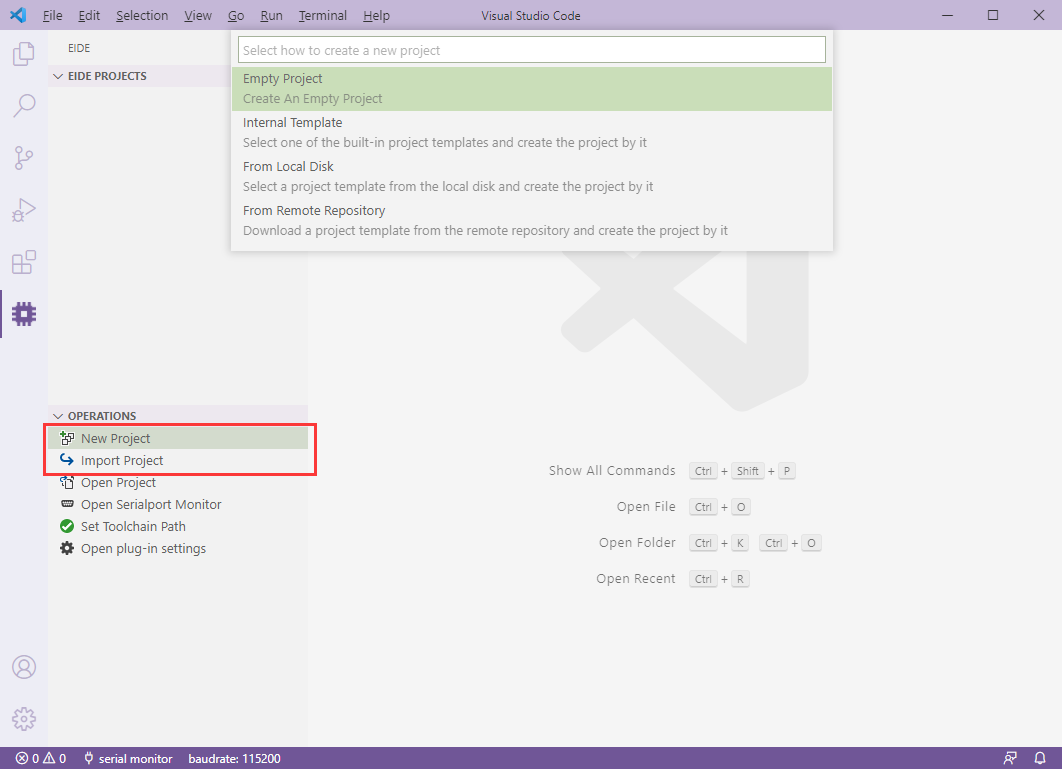 File Edit Selection View Go Run Terminal Help Visual Studio Code
EIDE
EIDE PROJECTS
Select how to create a new project
Empty Project
Create An Empty Project
Internal Template
Select one of the built-in project templates and create the project by it
From Local Disk
Select a project template from the local disk and create the project by it
From Remote Repository
Download a project template from the remote repository and create the project by it
OPERATIONS
New Project
Import Project
Open Project
Open Serialport Monitor
Set Toolchain Path
Open plug-in settings
Show All Commands Ctrl + Shift + P
Open File Ctrl + O
Open Folder Ctrl + K Ctrl + O
Open Recent Ctrl + R
0 0 serial monitor baudrate: 115200